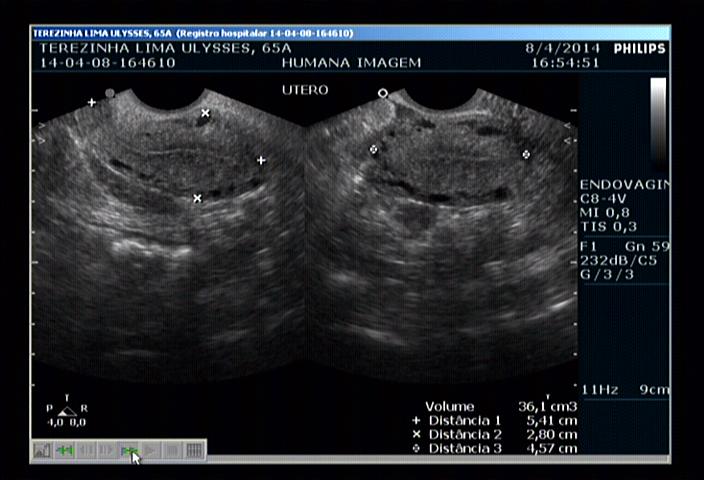 TEREZINHA LIMA ULYSSES, 65A (Registro hospitalar 14-04-08-164610)
TEREZINHA LIMA ULYSSES, 65A 8/4/2014 PHILIPS
14-04-08-164610 HUMANA IMAGEM 16:54:51
UTERO
ENDOVAGIN
C8-4V
MI 0,8
TIS 0,3
F1 Gn 59
232dB/C5
G/3/3
11Hz 9cm
P R
4,0 8,0
Volume 36,1 cm3
+ Distância 1 5,41 cm
× Distância 2 2,80 cm
Distância 3 4,57 cm